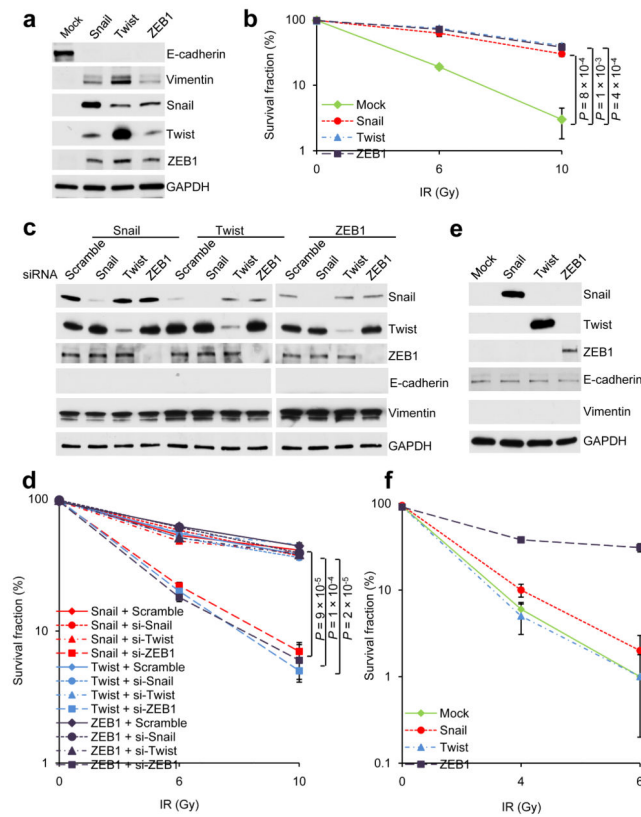 a
Mock
Snail
Twist
ZEB1
E-cadherin
Vimentin
Snail
Twist
ZEB1
GAPDH
b
Survival fraction (%)
100
10
1
0
6
10
IR (Gy)
Mock
Snail
Twist
ZEB1
P = 8 × 10-4
P = 1 × 10-3
P = 4 × 10-4
c
Snail
Twist
ZEB1
siRNA
Scramble
Snail
Twist
ZEB1
Scramble
Snail
Twist
ZEB1
Scramble
Snail
Twist
ZEB1
Snail
Twist
ZEB1
E-cadherin
Vimentin
GAPDH
e
Mock
Snail
Twist
ZEB1
Snail
Twist
ZEB1
E-cadherin
Vimentin
GAPDH
d
Survival fraction (%)
100
10
1
0
6
10
IR (Gy)
Snail + Scramble
Snail + si-Snail
Snail + si-Twist
Snail + si-ZEB1
Twist + Scramble
Twist + si-Snail
Twist + si-Twist
Twist + si-ZEB1
ZEB1 + Scramble
ZEB1 + si-Snail
ZEB1 + si-Twist
ZEB1 + si-ZEB1
P = 9 × 10-5
P = 1 × 10-4
P = 2 × 10-5
f
Survival fraction (%)
100
10
1
0.1
0
4
6
IR (Gy)
Mock
Snail
Twist
ZEB1